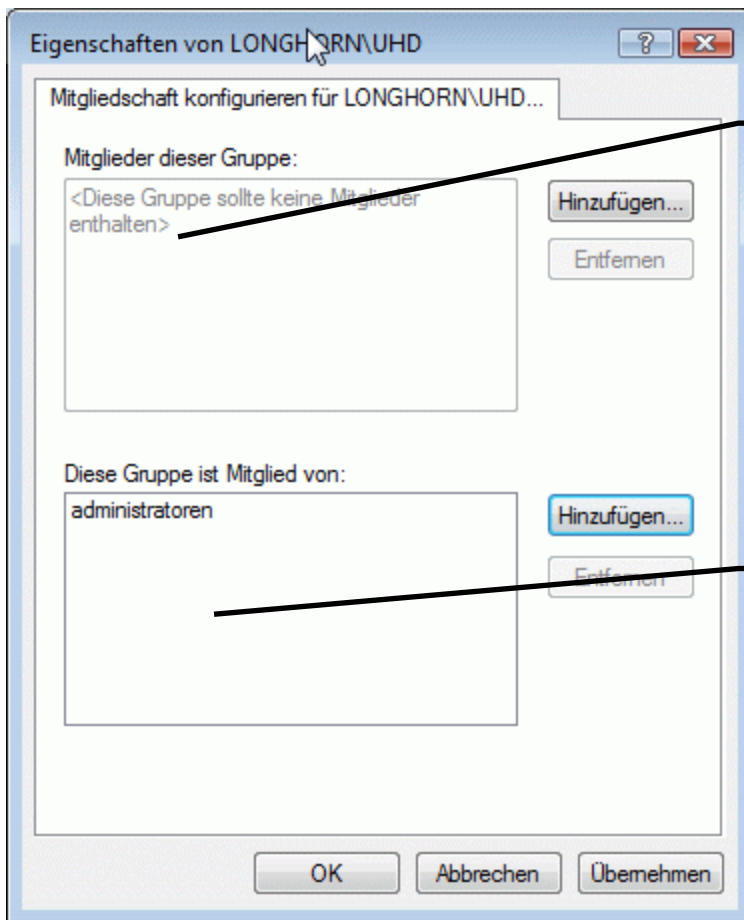 Eigenschaften von LONGHORN\UHD
Mitgliedschaft konfigurieren für LONGHORN\UHD...
Mitglieder dieser Gruppe:
<Diese Gruppe sollte keine Mitglieder
enthalten>
Hinzufügen...
Entfernen
Diese Gruppe ist Mitglied von:
administratoren
Hinzufügen...
Entfernen
OK
Abbrechen
Übernehmen